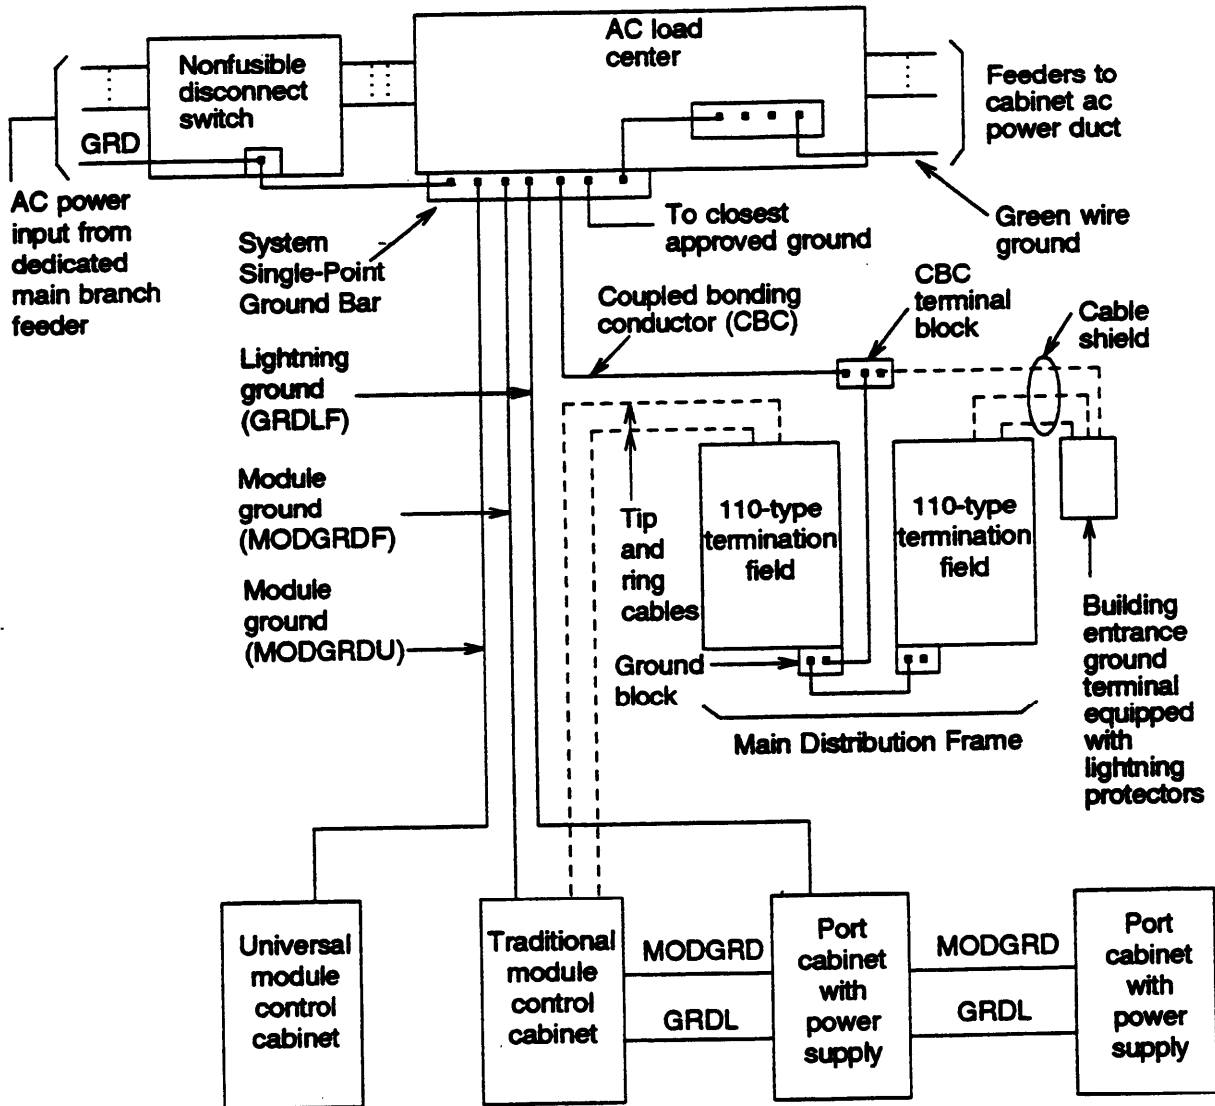 AC load
center
Nonfusible
disconnect
switch
GRD
Feeders to
cabinet ac
power duct
AC power
input from
dedicated
main branch
feeder
System
Single-Point
Ground Bar
To closest
approved ground
Green wire
ground
Coupled bonding
conductor (CBC)
CBC
terminal
block
Cable
shield
Lightning
ground
(GRDLF)
Module
ground
(MODGRDF)
Module
ground
(MODGRDU)
Tip
and
ring
cables
110-type
termination
field
110-type
termination
field
Ground
block
Main Distribution Frame
Building
entrance
ground
terminal
equipped
with
lightning
protectors
Universal
module
control
cabinet
Traditional
module
control
cabinet
MODGRD
GRDL
Port
cabinet
with
power
supply
MODGRD
GRDL
Port
cabinet
with
power
supply